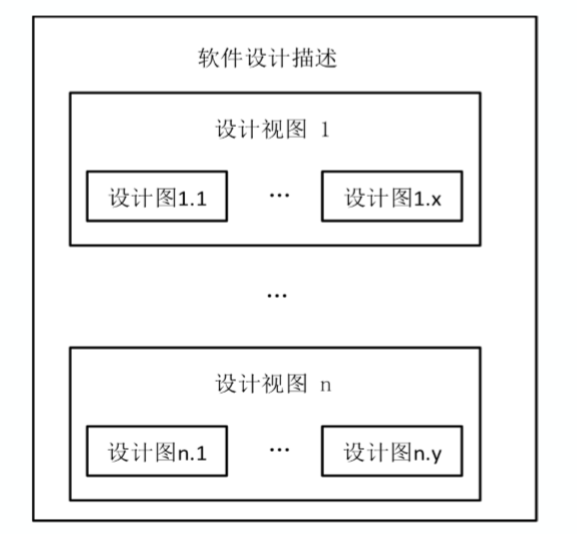 软件设计描述
设计视图 1
设计图1.1 … 设计图1.x
…
设计视图 n
设计图n.1 … 设计图n.y